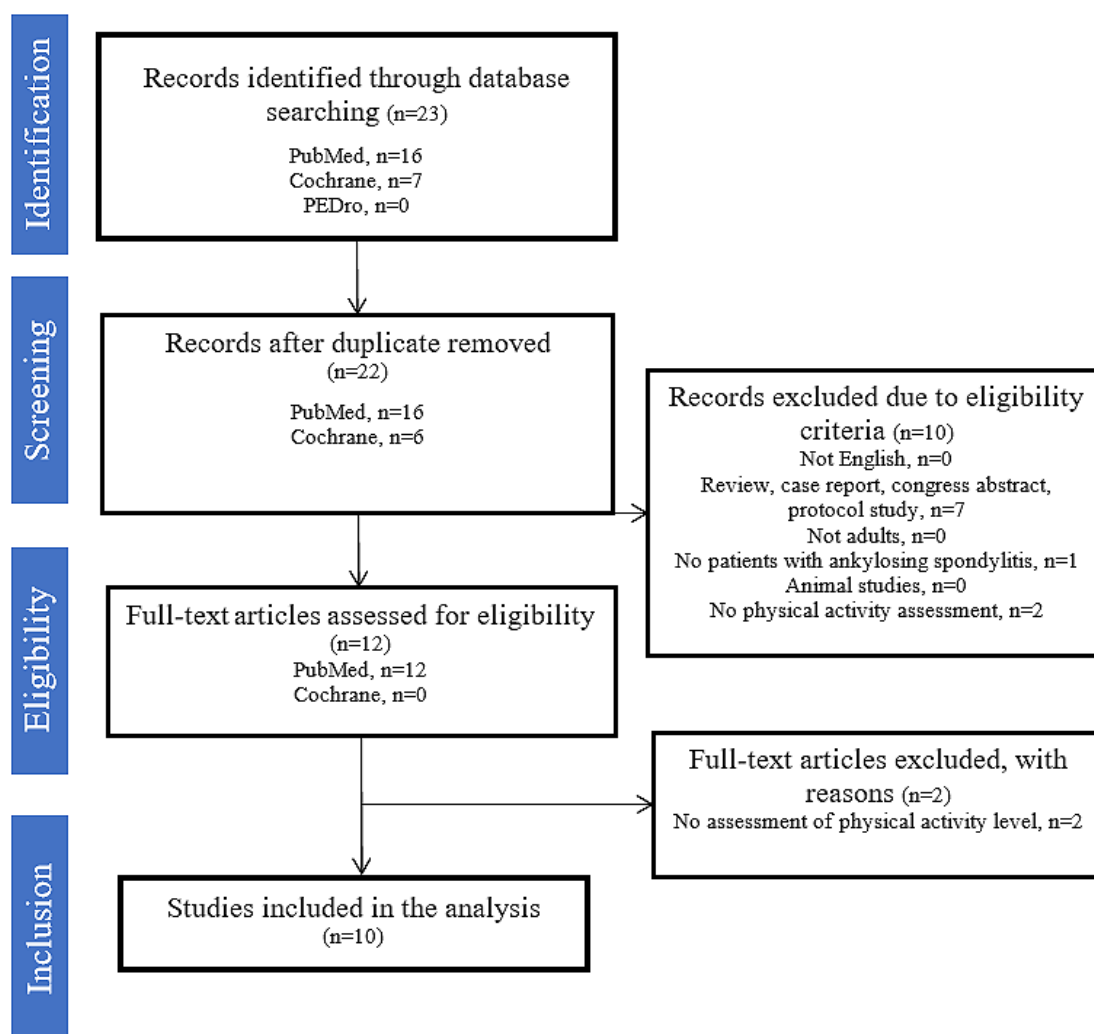 Identification
Records identified through database
searching (n=23)
PubMed, n=16
Cochrane, n=7
PEDro, n=0
Screening
Records after duplicate removed
(n=22)
PubMed, n=16
Cochrane, n=6
Records excluded due to eligibility
criteria (n=10)
Not English, n=0
Review, case report, congress abstract,
protocol study, n=7
Not adults, n=0
No patients with ankylosing spondylitis, n=1
Animal studies, n=0
No physical activity assessment, n=2
Eligibility
Full-text articles assessed for eligibility
(n=12)
PubMed, n=12
Cochrane, n=0
Full-text articles excluded, with
reasons (n=2)
No assessment of physical activity level, n=2
Inclusion
Studies included in the analysis
(n=10)